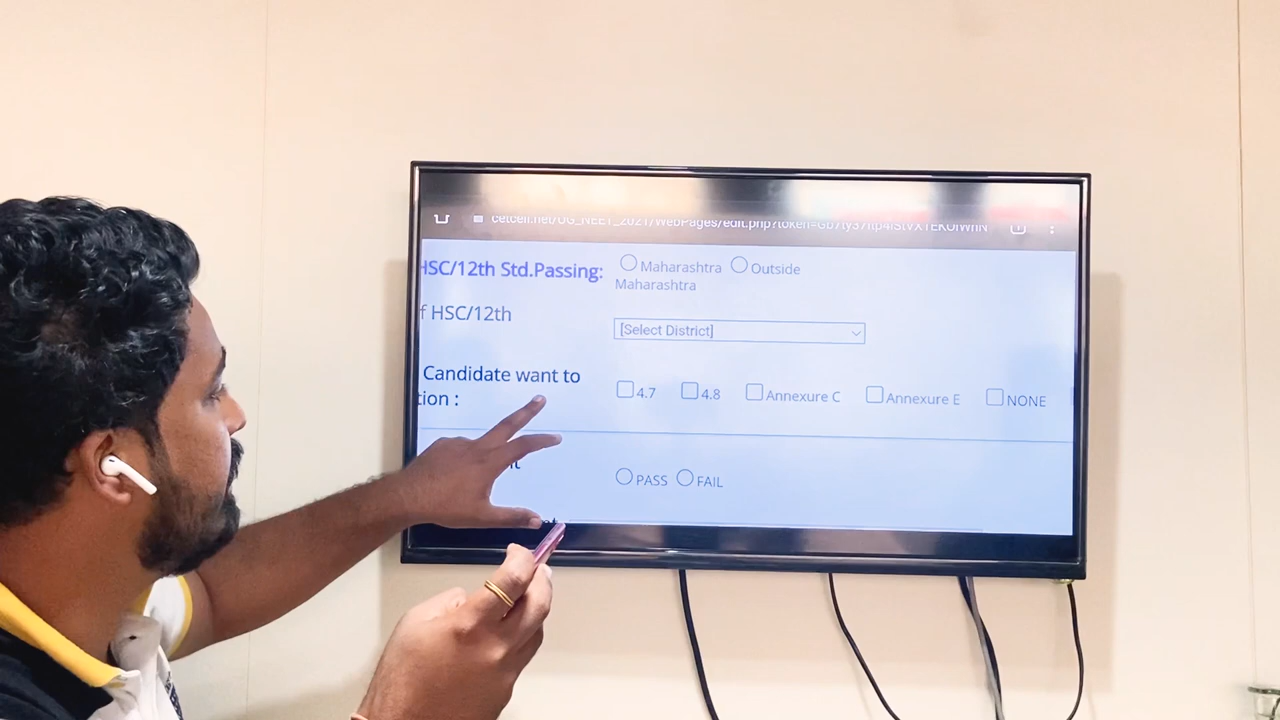 HSC/12th Std.Passing:
Maharashtra Outside
Maharashtra
f HSC/12th
[Select District]
Candidate want to
tion :
4.7 4.8 Annexure C Annexure E NONE
PASS FAIL